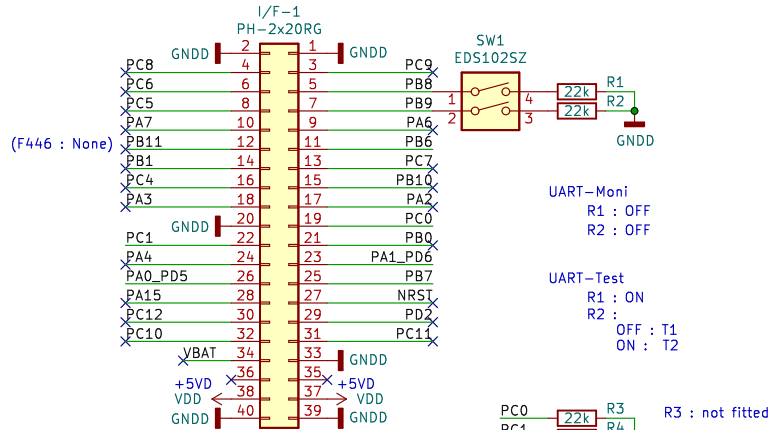 I/F-1
PH-2x20RG
GNDD 2 1 GNDD
PC8 4 3 PC9
PC6 6 5 PB8
PC5 8 7 PB9
PA7 10 9 PA6
(F446 : None) PB11 12 11 PB6
PB1 14 13 PC7
PC4 16 15 PB10
PA3 18 17 PA2
GNDD 20 19 PC0
PC1 22 21 PB0
PA4 24 23 PA1_PD6
PA0_PD5 26 25 PB7
PA15 28 27 NRST
PC12 30 29 PD2
PC10 32 31 PC11
VBAT 34 33 GNDD
+5VD 36 35 +5VD
VDD 38 37 VDD
GNDD 40 39 GNDD
SW1
EDS102SZ
1 4 22k R1
2 3 22k R2
GNDD
UART-Moni
R1 : OFF
R2 : OFF
UART-Test
R1 : ON
R2 :
OFF : T1
ON : T2
PC0 22k R3 R3 : not fitted
PC1 R4